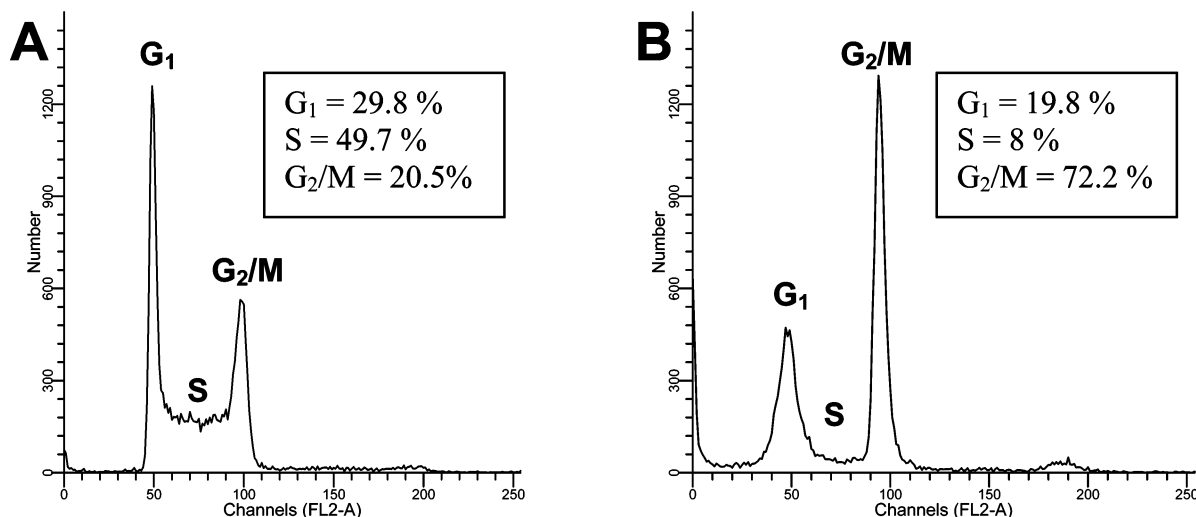 A
G₁
G₁ = 29.8 %
S = 49.7 %
G₂/M = 20.5%
G₂/M
S
Number
1200
900
600
300
0
0 50 100 150 200 250
Channels (FL2-A)
B
G₂/M
G₁ = 19.8 %
S = 8 %
G₂/M = 72.2 %
G₁
S
Number
1200
900
600
300
0
0 50 100 150 200 250
Channels (FL2-A)